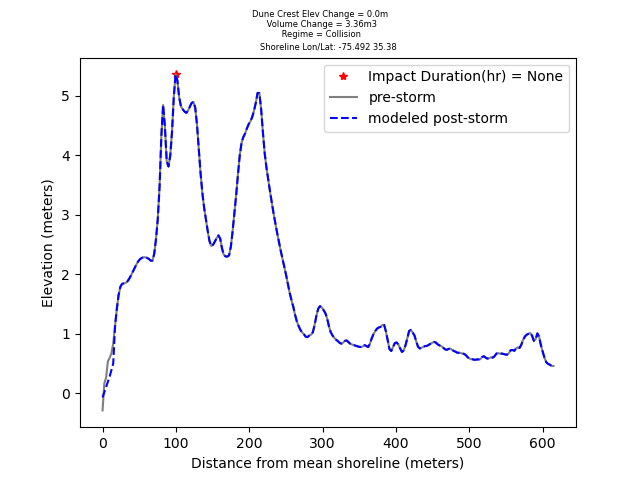 Dune Crest Elev Change = 0.0m
Volume Change = 3.36m3
Regime = Collision
Shoreline Lon/Lat: -75.492 35.38
Impact Duration(hr) = None
pre-storm
modeled post-storm
Elevation (meters)
5
4
3
2
1
0
0 100 200 300 400 500 600
Distance from mean shoreline (meters)